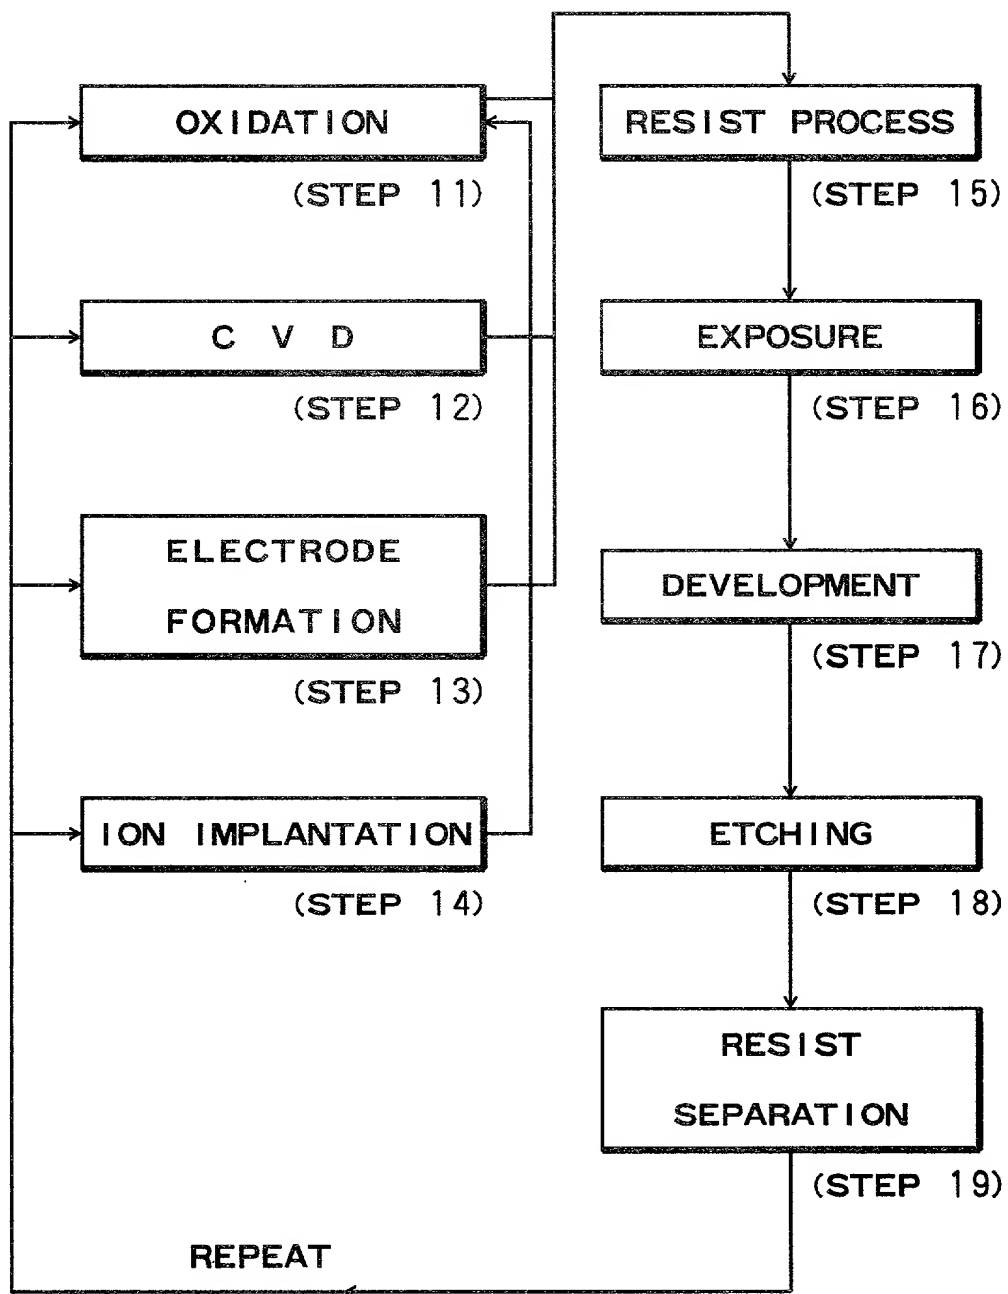 OXIDATION
(STEP 11)
C V D
(STEP 12)
ELECTRODE
FORMATION
(STEP 13)
ION IMPLANTATION
(STEP 14)
RESIST PROCESS
(STEP 15)
EXPOSURE
(STEP 16)
DEVELOPMENT
(STEP 17)
ETCHING
(STEP 18)
RESIST
SEPARATION
(STEP 19)
REPEAT